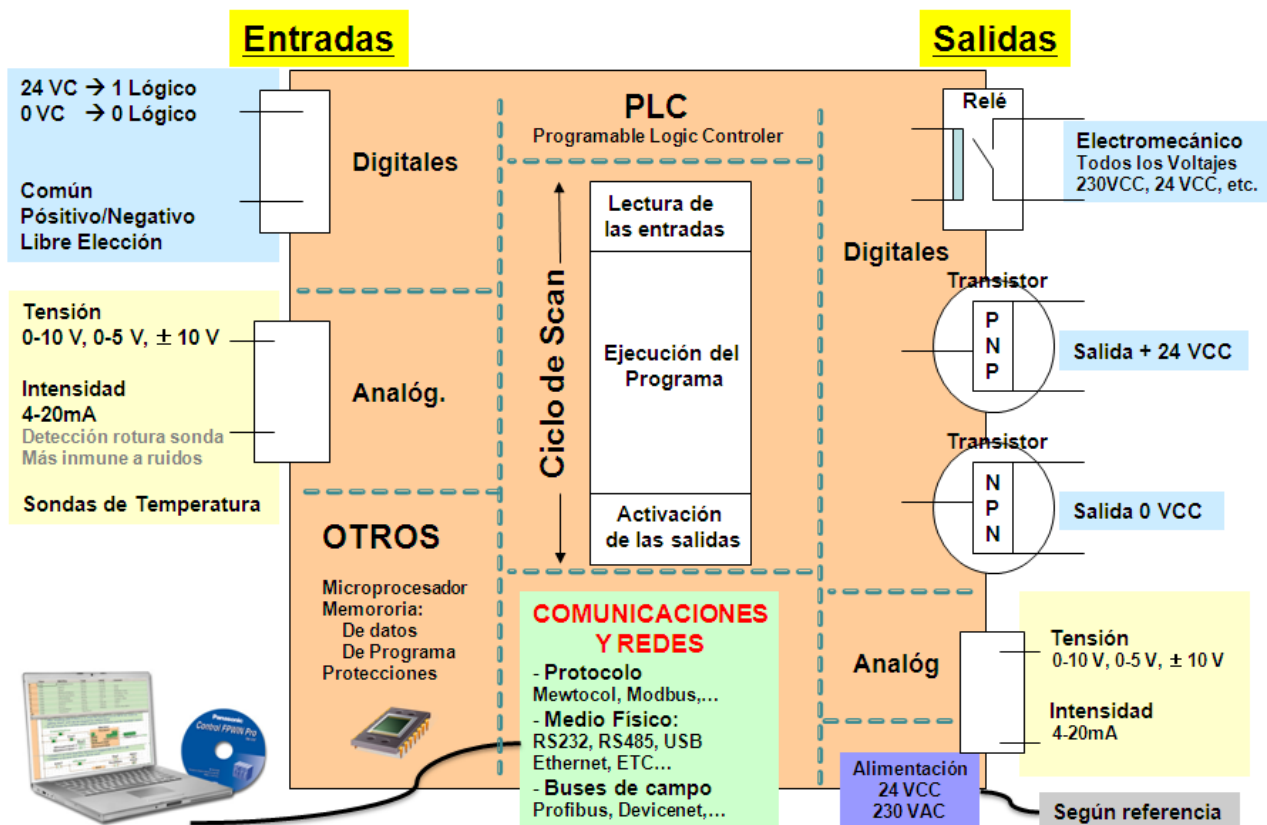 Entradas
Salidas
24 VC → 1 Lógico
0 VC → 0 Lógico
Común
Pósitivo/Negativo
Libre Elección
Tensión
0-10 V, 0-5 V, ± 10 V
Intensidad
4-20mA
Detección rotura sonda
Más inmune a ruidos
Sondas de Temperatura
Digitales
Analóg.
OTROS
Microprocesador
Memororia:
De datos
De Programa
Protecciones
PLC
Programable Logic Controler
Ciclo de Scan
Lectura de
las entradas
Ejecución del
Programa
Activación
de las salidas
COMUNICACIONES
Y REDES
- Protocolo
Mewtocol, Modbus,...
- Medio Físico:
RS232, RS485, USB
Ethernet, ETC...
- Buses de campo
Profibus, Devicenet,...
Digitales
Relé
Electromecánico
Todos los Voltajes
230VCC, 24 VCC, etc.
Transistor
P
N
P
Salida + 24 VCC
Transistor
N
P
N
Salida 0 VCC
Analóg
Tensión
0-10 V, 0-5 V, ± 10 V
Intensidad
4-20mA
Alimentación
24 VCC
230 VAC
Según referencia
Panasonic
Control FPWIN Pro